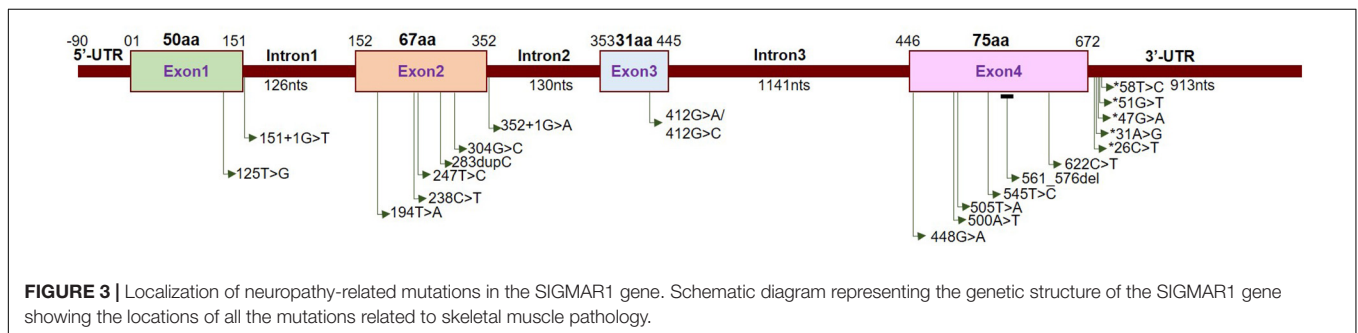 -90 01 50aa 151 152 67aa 352 35331aa 445 446 75aa 672
5'-UTR Exon1 Intron1 Exon2 Intron2 Exon3 Intron3 Exon4 3'-UTR
126nts 130nts 1141nts 913nts
*58T>C
*51G>T
*47G>A
*31A>G
*26C>T
412G>A/
412G>C
352+1G>A
151+1G>T
304G>C
283dupC
622C>T
125T>G
247T>C
561_576del
238C>T
545T>C
194T>A
505T>A
500A>T
448G>A
FIGURE 3 | Localization of neuropathy-related mutations in the SIGMAR1 gene. Schematic diagram representing the genetic structure of the SIGMAR1 gene
showing the locations of all the mutations related to skeletal muscle pathology.